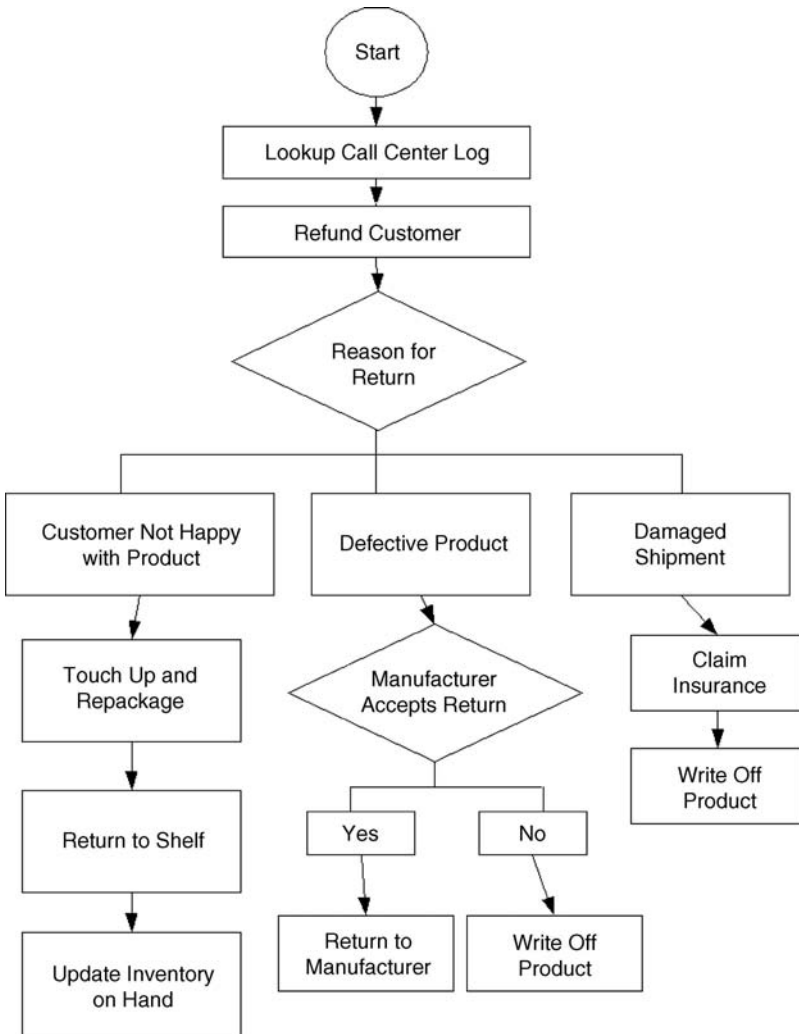 Start
Lookup Call Center Log
Refund Customer
Reason for
Return
Customer Not Happy
with Product
Defective Product
Damaged
Shipment
Touch Up and
Repackage
Manufacturer
Accepts Return
Claim
Insurance
Write Off
Product
Return to Shelf
Yes
No
Return to
Manufacturer
Write Off
Product
Update Inventory
on Hand